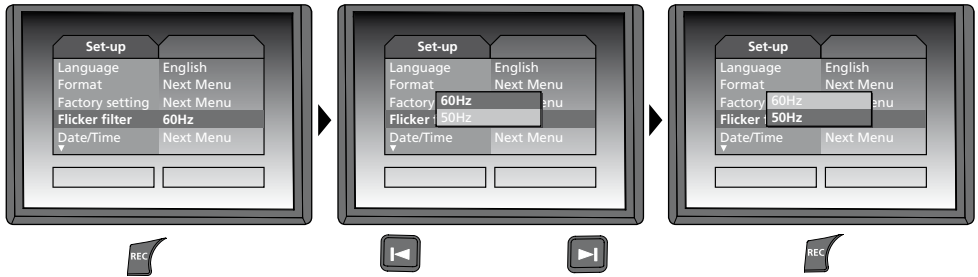 Set-up
Language English
Format Next Menu
Factory setting Next Menu
Flicker filter 60Hz
Date/Time Next Menu
REC
Set-up
Language English
Format Next Menu
Factory enu
60Hz
Flicker f
50Hz
Date/Time Next Menu
Set-up
Language English
Format Next Menu
Factory enu
60Hz
Flicker f
50Hz
Date/Time Next Menu
REC